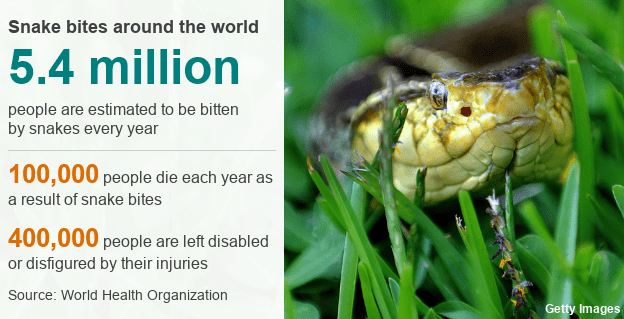 Snake bites around the world
5.4 million
people are estimated to be bitten
by snakes every year
100,000 people die each year as
a result of snake bites
400,000 people are left disabled
or disfigured by their injuries
Source: World Health Organization
Getty Images